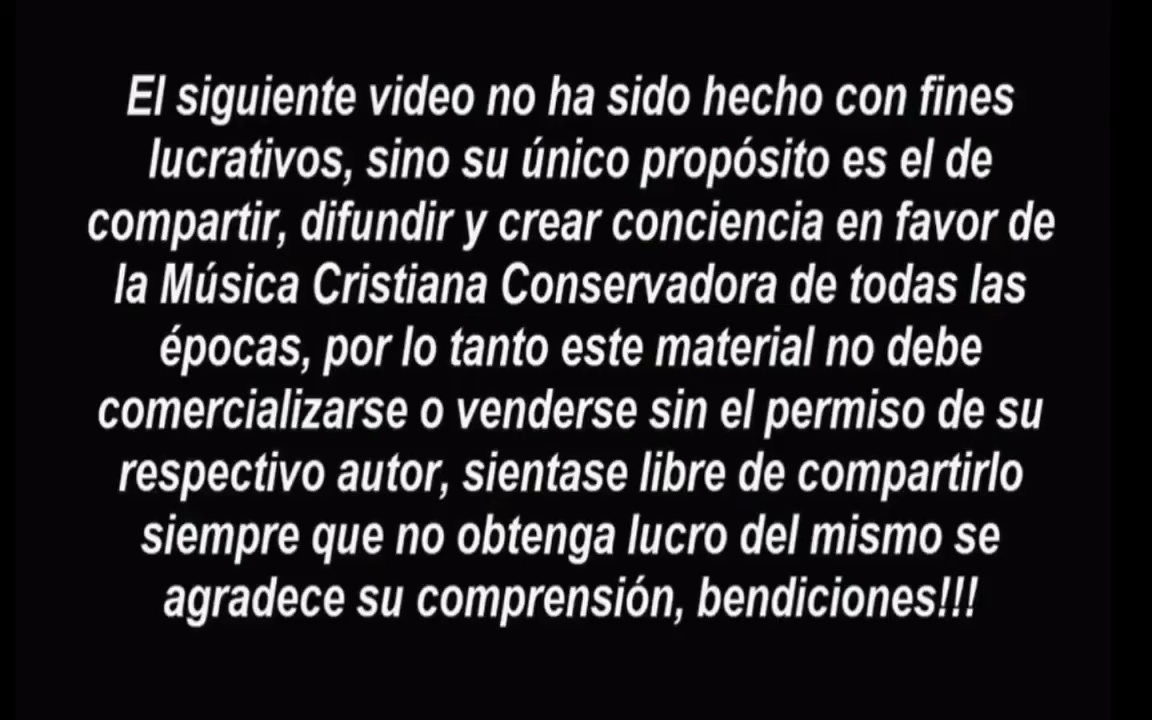 El siguiente video no ha sido hecho con fines
lucrativos, sino su único propósito es el de
compartir, difundir y crear conciencia en favor de
la Música Cristiana Conservadora de todas las
épocas, por lo tanto este material no debe
comercializarse o venderse sin el permiso de su
respectivo autor, sientase libre de compartirlo
siempre que no obtenga lucro del mismo se
agradece su comprensión, bendiciones!!!